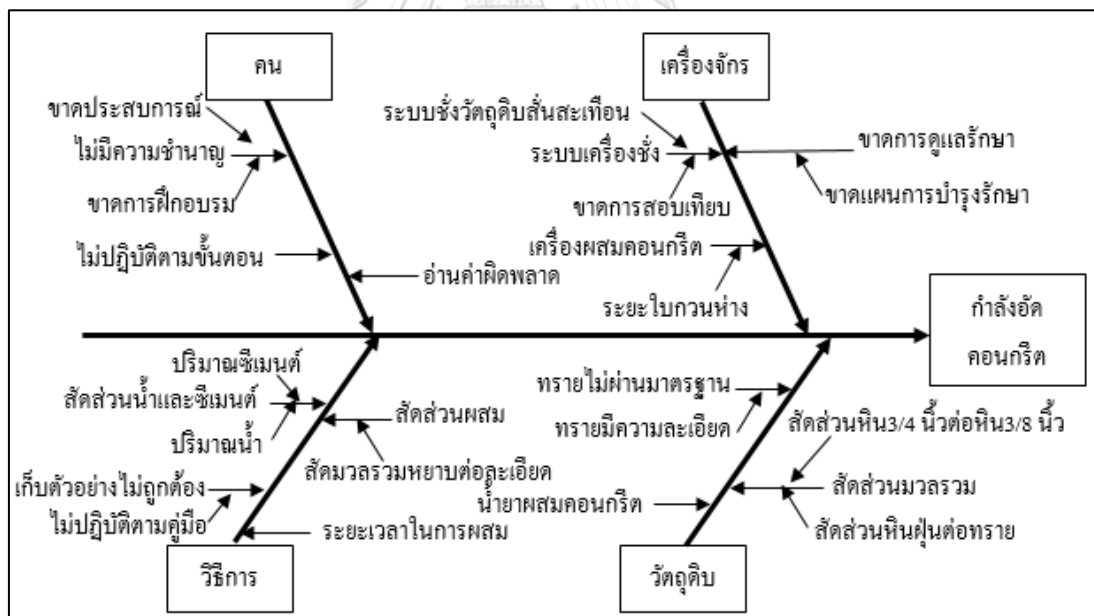 คน
เครื่องจักร
ขาดประสบการณ์
ไม่มีความชำนาญ
ขาดการฝึกอบรม
ไม่ปฏิบัติตามขั้นตอน
อ่านค่าผิดพลาด
ระบบชั่งวัตถุดิบสั่นสะเทือน
ระบบเครื่องชั่ง
ขาดการสอบเทียบ
ขาดการดูแลรักษา
ขาดแผนการบำรุงรักษา
เครื่องผสมคอนกรีต
ระยะใบกวนห่าง
กำลังอัด
คอนกรีต
ปริมาณซีเมนต์
สัดส่วนน้ำและซีเมนต์
ปริมาณน้ำ
สัดส่วนผสม
สัดมวลรวมหยาบต่อละเอียด
เก็บตัวอย่างไม่ถูกต้อง
ไม่ปฏิบัติตามคู่มือ
ระยะเวลาในการผสม
วิธีการ
ทรายไม่ผ่านมาตรฐาน
ทรายมีความละเอียด
สัดส่วนหิน3/4 นิ้วต่อหิน3/8 นิ้ว
สัดส่วนมวลรวม
น้ำยาผสมคอนกรีต
สัดส่วนหินฝุ่นต่อทราย
วัตถุดิบ